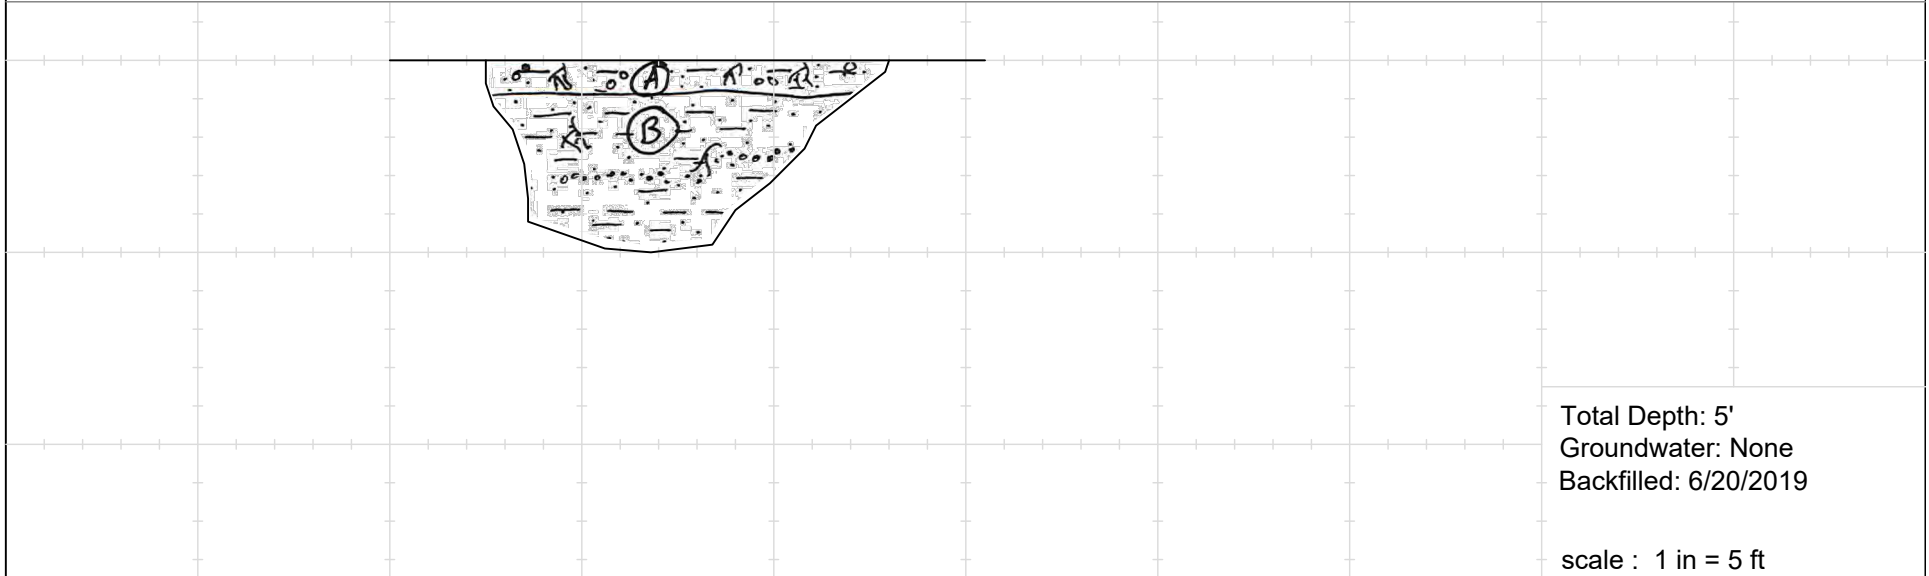 A
B
Total Depth: 5'
Groundwater: None
Backfilled: 6/20/2019
scale : 1 in = 5 ft